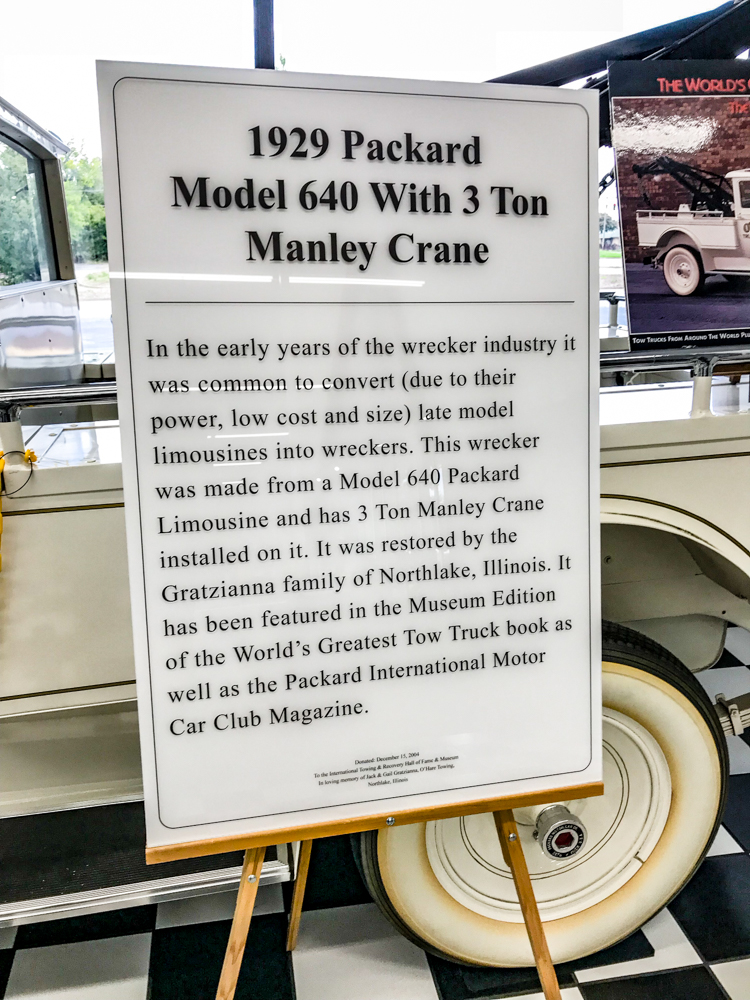 1929 Packard
Model 640 With 3 Ton
Manley Crane
In the early years of the wrecker industry it
was common to convert (due to their
power, low cost and size) late model
limousines into wreckers. This wrecker
was made from a Model 640 Packard
Limousine and has 3 Ton Manley Crane
installed on it. It was restored by the
Gratzianna family of Northlake, Illinois. It
has been featured in the Museum Edition
of the World's Greatest Tow Truck book as
well as the Packard International Motor
Car Club Magazine.
Donated: December 15, 2004
To the International Towing & Recovery Hall of Fame & Museum
In loving memory of Jack & Gail Gratzianna, O'Hare Towing,
Northlake, Illinois
THE WORLD'S
The
TOW TRUCKS FROM AROUND THE WORLD